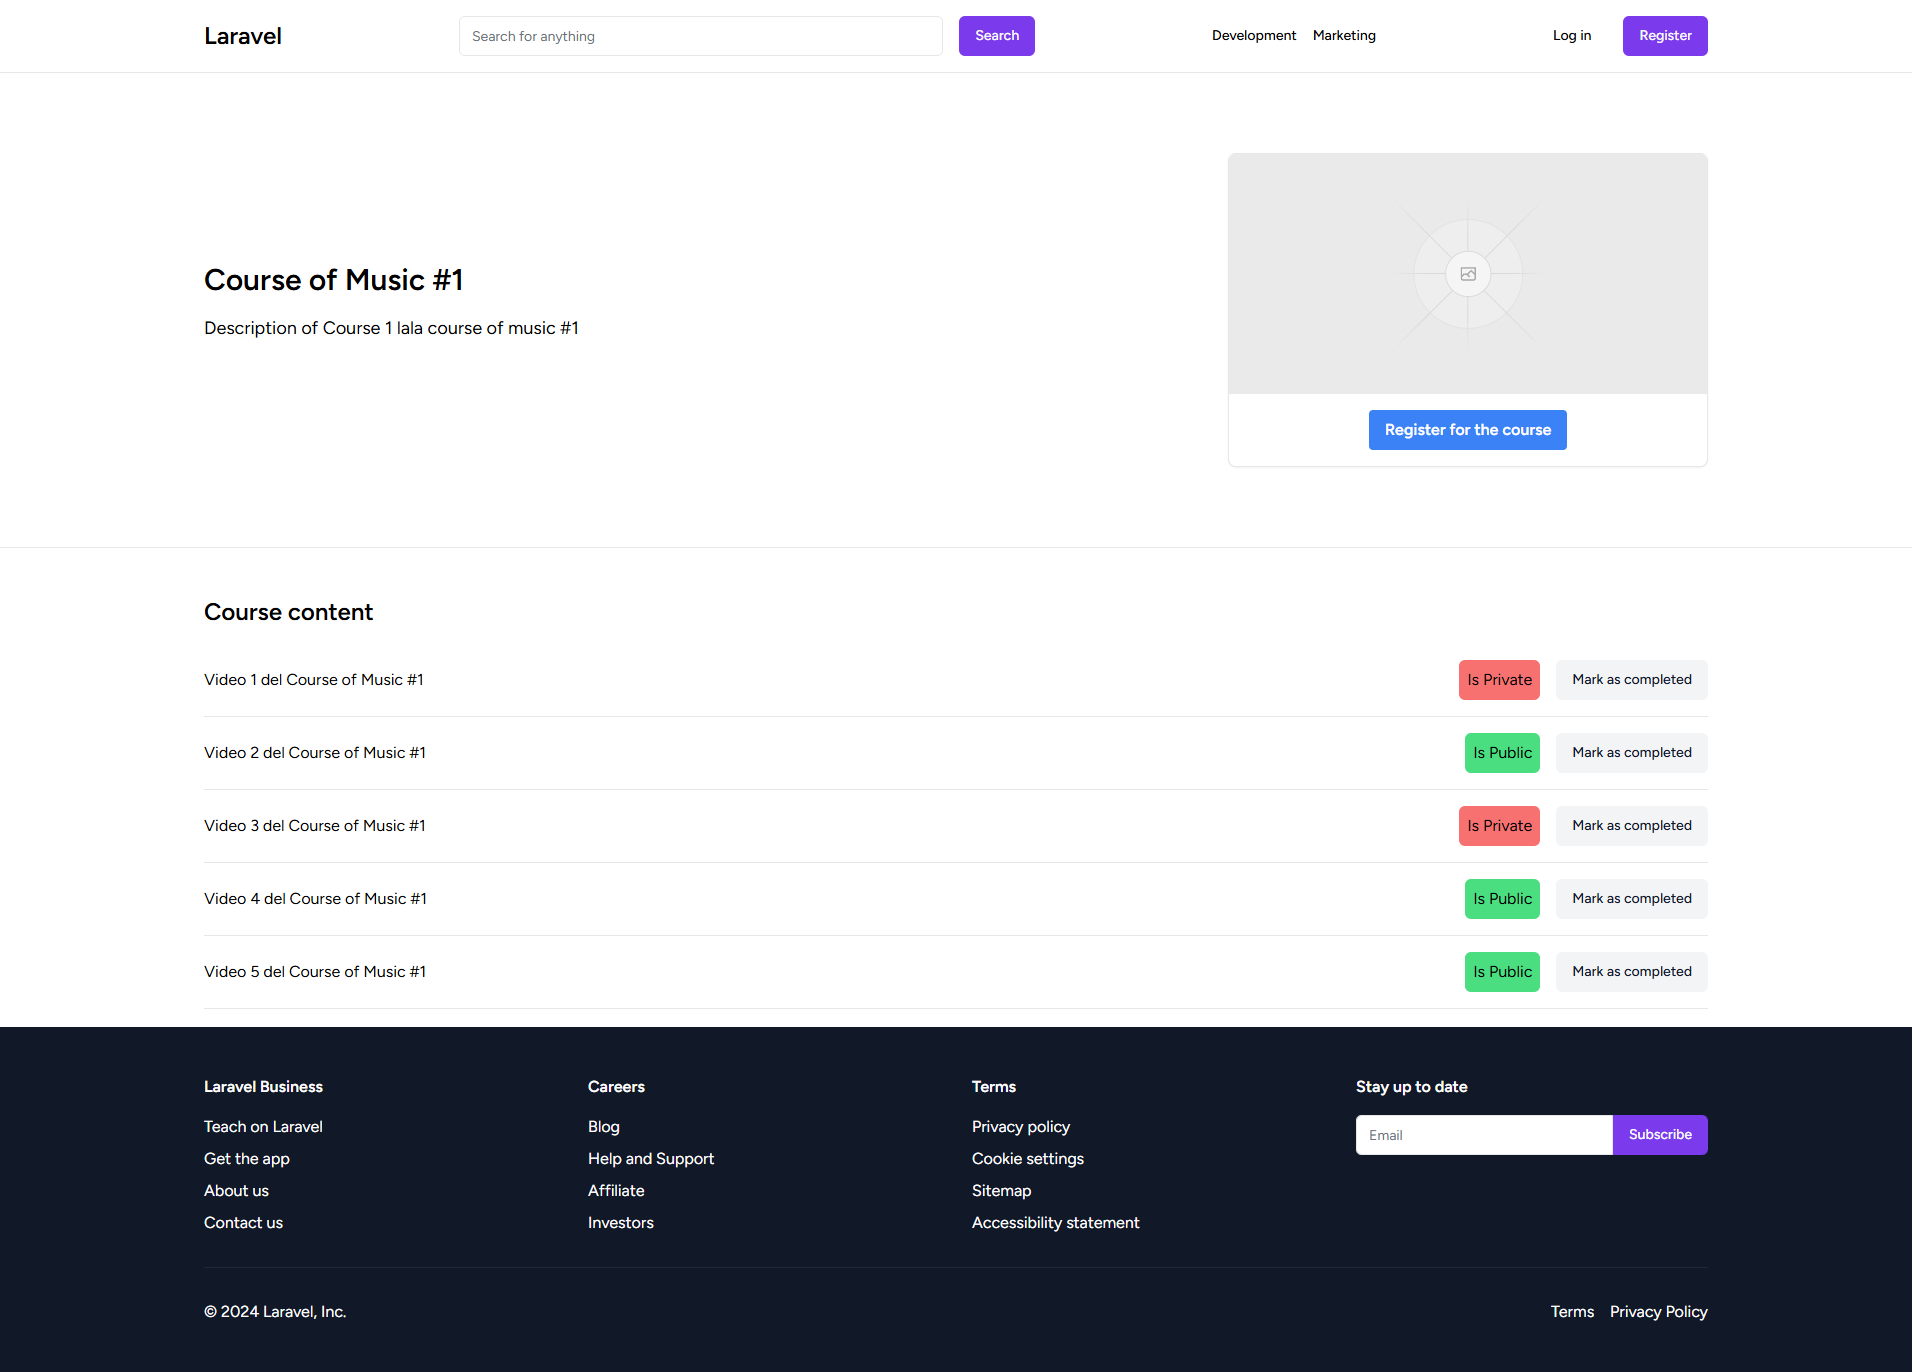 Laravel
Search for anything
Search
Development Marketing
Log in
Register
Course of Music #1
Description of Course 1 lala course of music #1
Register for the course
Course content
Video 1 del Course of Music #1
Is Private
Mark as completed
Video 2 del Course of Music #1
Is Public
Mark as completed
Video 3 del Course of Music #1
Is Private
Mark as completed
Video 4 del Course of Music #1
Is Public
Mark as completed
Video 5 del Course of Music #1
Is Public
Mark as completed
Laravel Business
Teach on Laravel
Get the app
About us
Contact us
Careers
Blog
Help and Support
Affiliate
Investors
Terms
Privacy policy
Cookie settings
Sitemap
Accessibility statement
Stay up to date
Email
Subscribe
© 2024 Laravel, Inc.
Terms Privacy Policy